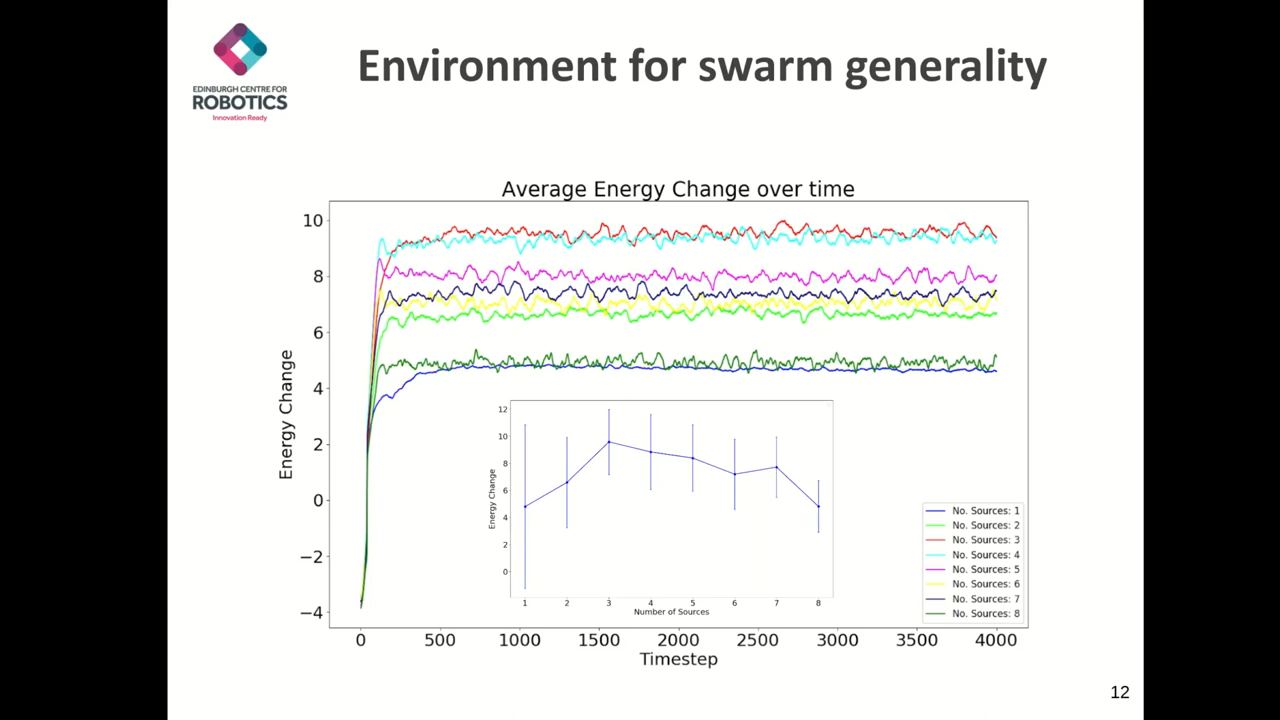 EDINBURGH CENTRE FOR
ROBOTICS
Innovation Ready
Environment for swarm generality
Average Energy Change over time
Energy Change
10
8
6
4
2
0
−2
−4
0 500 1000 1500 2000 2500 3000 3500 4000
Timestep
Energy Change
12
10
8
6
4
2
0
1 2 3 4 5 6 7 8
Number of Sources
No. Sources: 1
No. Sources: 2
No. Sources: 3
No. Sources: 4
No. Sources: 5
No. Sources: 6
No. Sources: 7
No. Sources: 8
12